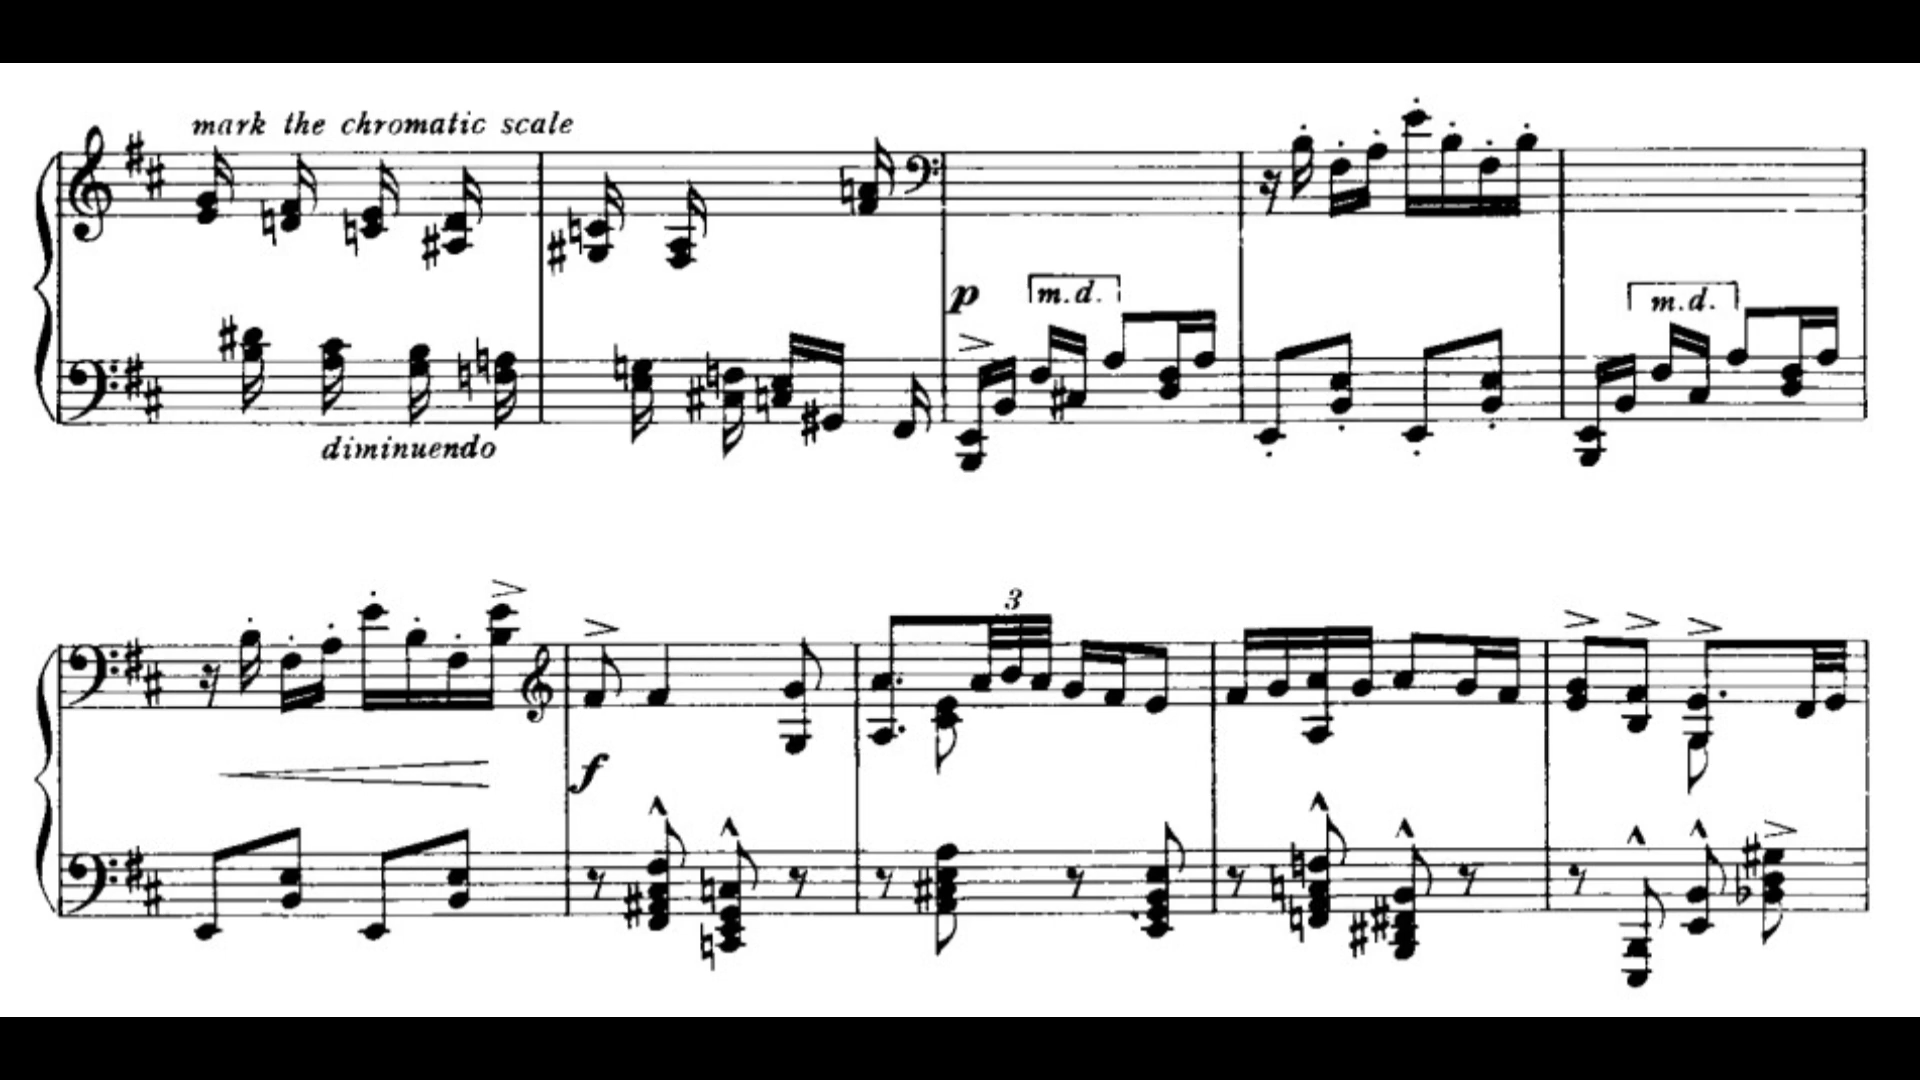 mark the chromatic scale
p
m.d.
m.d.
diminuendo
3
f